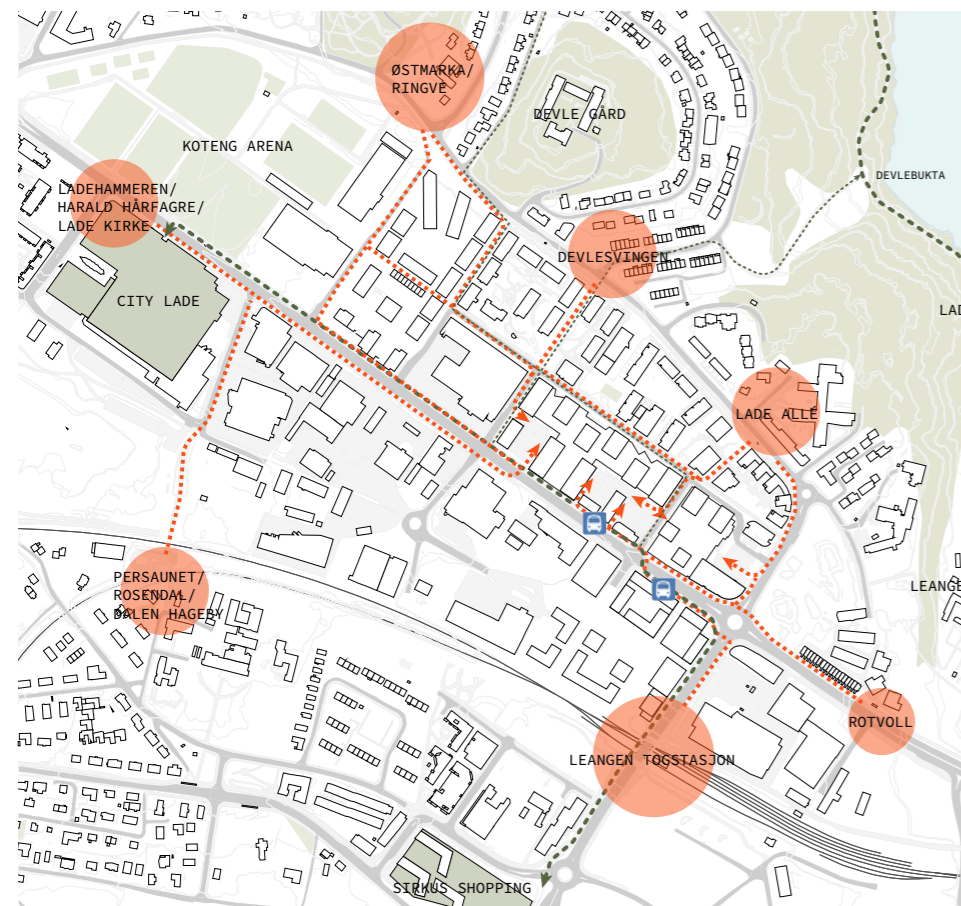 ØSTMARKA/
RINGVE
DEVLE GÅRD
KOTENG ARENA
DEVLEBUKTA
LADEHAMMEREN/
HARALD HÅRFAGRE/
LADE KIRKE
DEVLESVINGEN
CITY LADE
LAD
LADE ALLÉ
PERSAUNET/
ROSENDAL/
DALEN HAGEBY
LEANGE
ROTVOLL
LEANGEN TOGSTASJON
SIRKUS SHOPPING